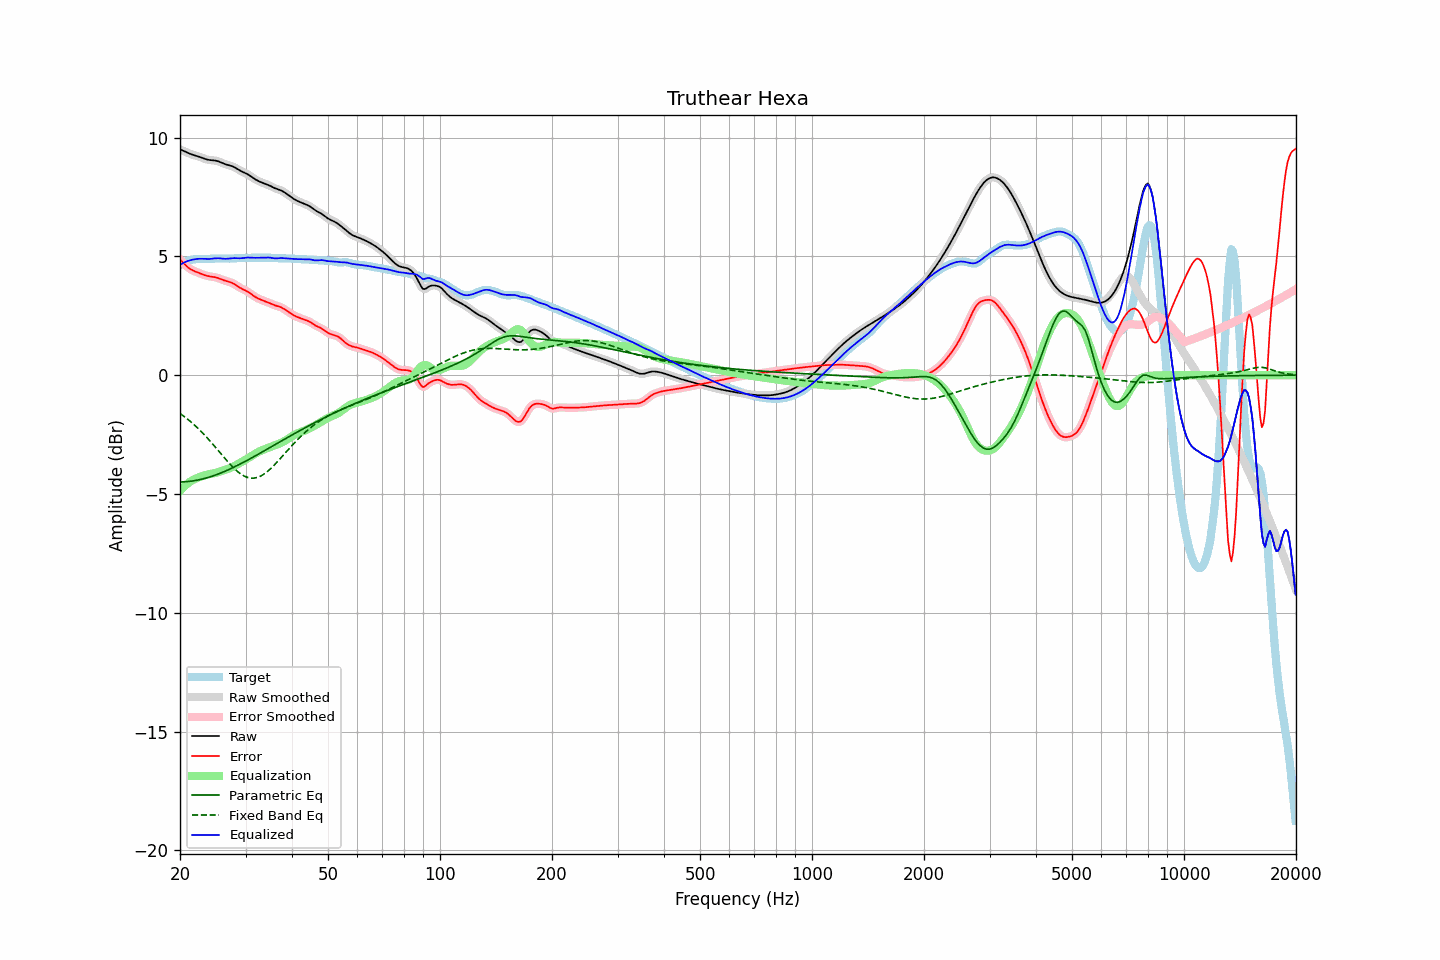 Truthear Hexa
10
5
0
−5
−10
−15
−20
Amplitude (dBr)
Target
Raw Smoothed
Error Smoothed
Raw
Error
Equalization
Parametric Eq
Fixed Band Eq
Equalized
20 50 100 200 500 1000 2000 5000 10000 20000
Frequency (Hz)